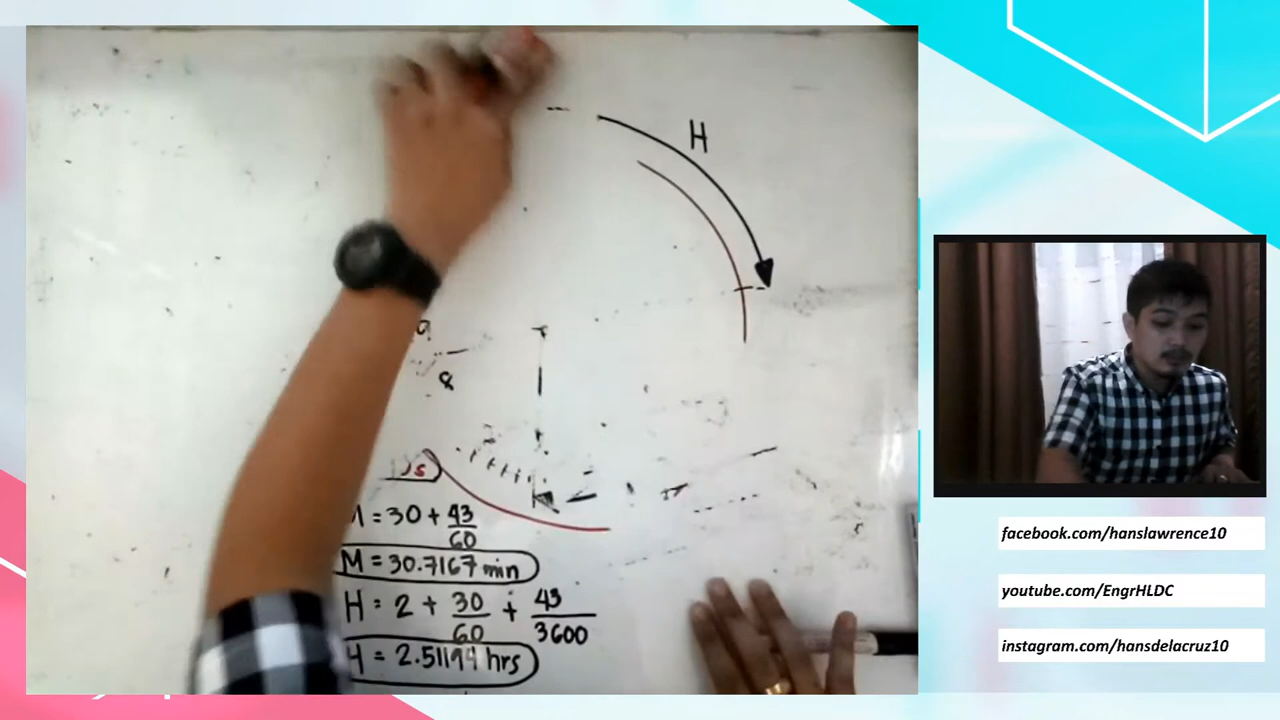 H
8
s
M = 30 + 43/60
M = 30.7167 min
H = 2 + 30/60 + 43/3600
H = 2.51194 hrs
facebook.com/hanslawrence10
youtube.com/EngrHLDC
instagram.com/hansdelacruz10